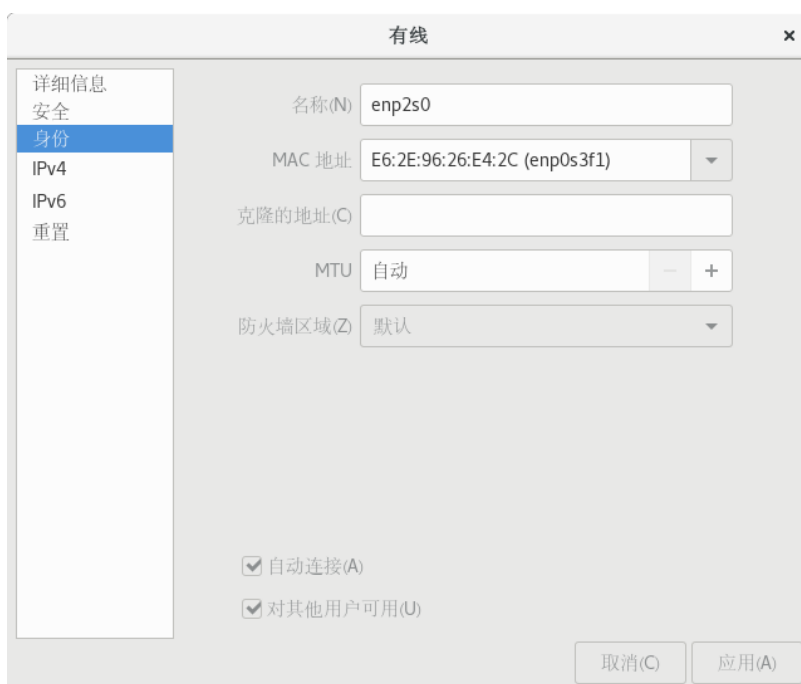 有线
详细信息
安全
身份
IPv4
IPv6
重置
名称(N) enp2s0
MAC 地址 E6:2E:96:26:E4:2C (enp0s3f1)
克隆的地址(C)
MTU 自动
防火墙区域(Z) 默认
自动连接(A)
对其他用户可用(U)
取消(C) 应用(A)